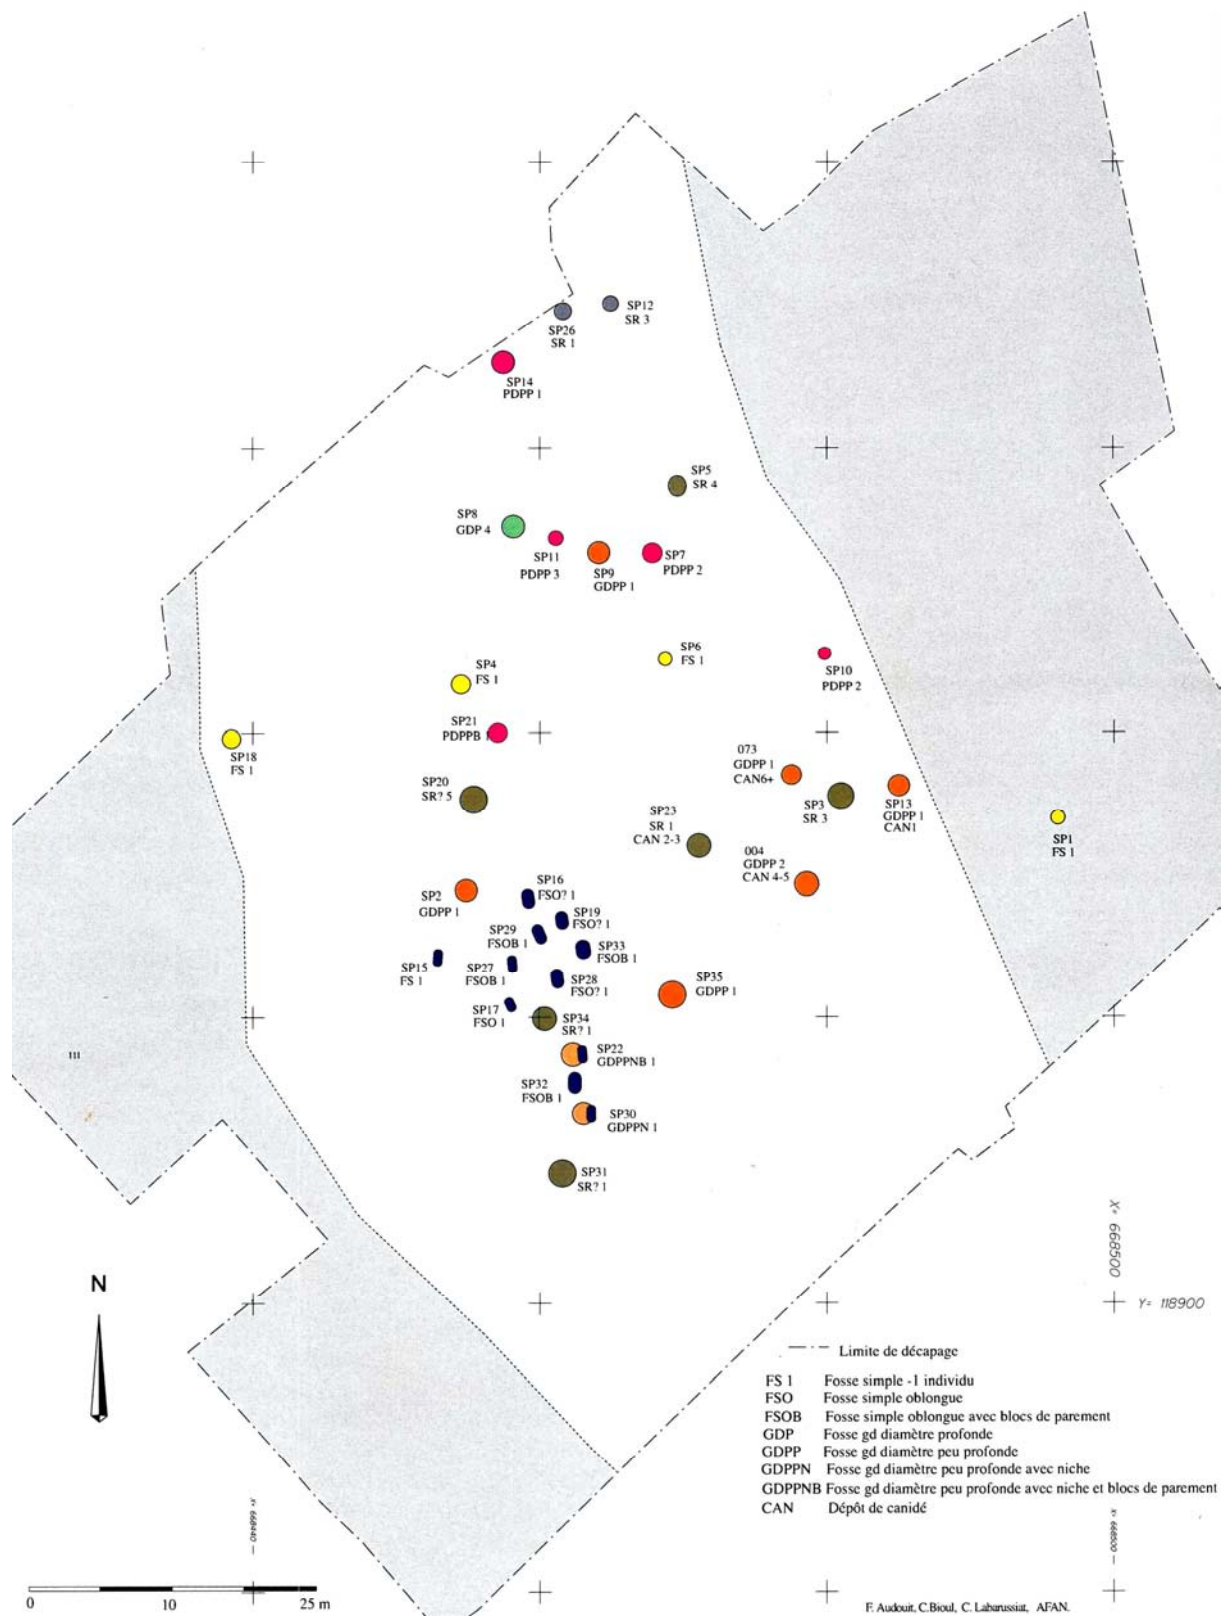 SP12
SR 3
SP26
SR 1
SP14
PDPP 1
SP5
SR 4
SP8
GDP 4
SP11
PDPP 3
SP9
GDPP 1
SP7
PDPP 2
SP6
FS 1
SP10
PDPP 2
SP4
FS 1
SP21
PDPPB 1
SP18
FS 1
073
GDPP 1
CAN6+
SP20
SR? 5
SP3
SR 3
SP13
GDPP 1
CAN1
SP23
SR 1
CAN 2-3
SP1
FS 1
004
GDPP 2
CAN 4-5
SP2
GDPP 1
SP16
FSO? 1
SP19
FSO? 1
SP29
FSOB 1
SP33
FSOB 1
SP15
FS 1
SP27
FSOB 1
SP28
FSO? 1
SP35
GDPP 1
SP17
FSO 1
SP34
SR? 1
SP22
GDPPNB 1
III
SP32
FSOB 1
SP30
GDPPN 1
SP31
SR? 1
X= 668500
Y= 118900
N
Limite de décapage
FS 1 Fosse simple -1 individu
FSO Fosse simple oblongue
FSOB Fosse simple oblongue avec blocs de parement
GDP Fosse gd diamètre profonde
GDPP Fosse gd diamètre peu profonde
GDPPN Fosse gd diamètre peu profonde avec niche
GDPPNB Fosse gd diamètre peu profonde avec niche et blocs de parement
CAN Dépôt de canidé
X= 668440
X= 668500
0 10 25 m
F. Audouit, C.Bioul, C. Labarussiat, AFAN.